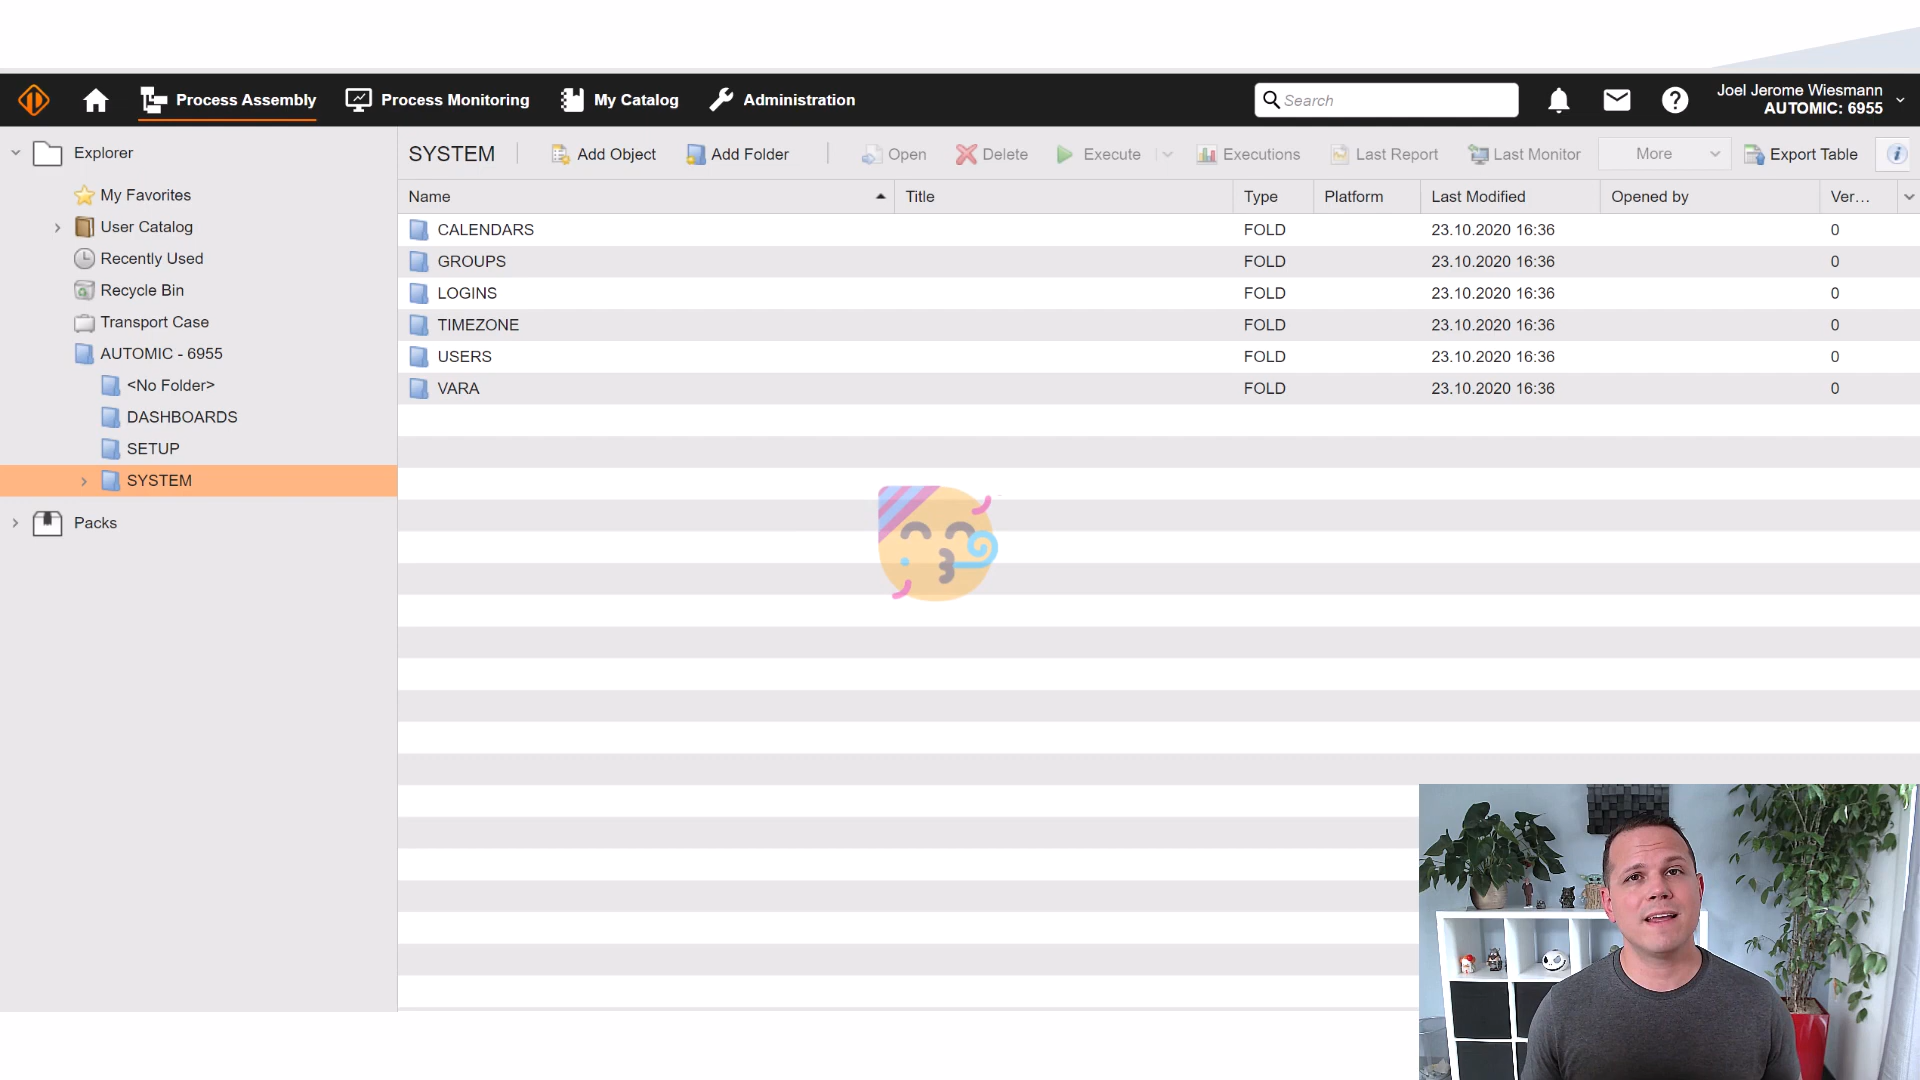 Process Assembly
Process Monitoring
My Catalog
Administration
Search
Joel Jerome Wiesmann
AUTOMIC: 6955
Explorer
My Favorites
User Catalog
Recently Used
Recycle Bin
Transport Case
AUTOMIC - 6955
<No Folder>
DASHBOARDS
SETUP
SYSTEM
Packs
SYSTEM
Add Object
Add Folder
Open
Delete
Execute
Executions
Last Report
Last Monitor
More
Export Table
Name Title Type Platform Last Modified Opened by Ver...
CALENDARS FOLD 23.10.2020 16:36 0
GROUPS FOLD 23.10.2020 16:36 0
LOGINS FOLD 23.10.2020 16:36 0
TIMEZONE FOLD 23.10.2020 16:36 0
USERS FOLD 23.10.2020 16:36 0
VARA FOLD 23.10.2020 16:36 0